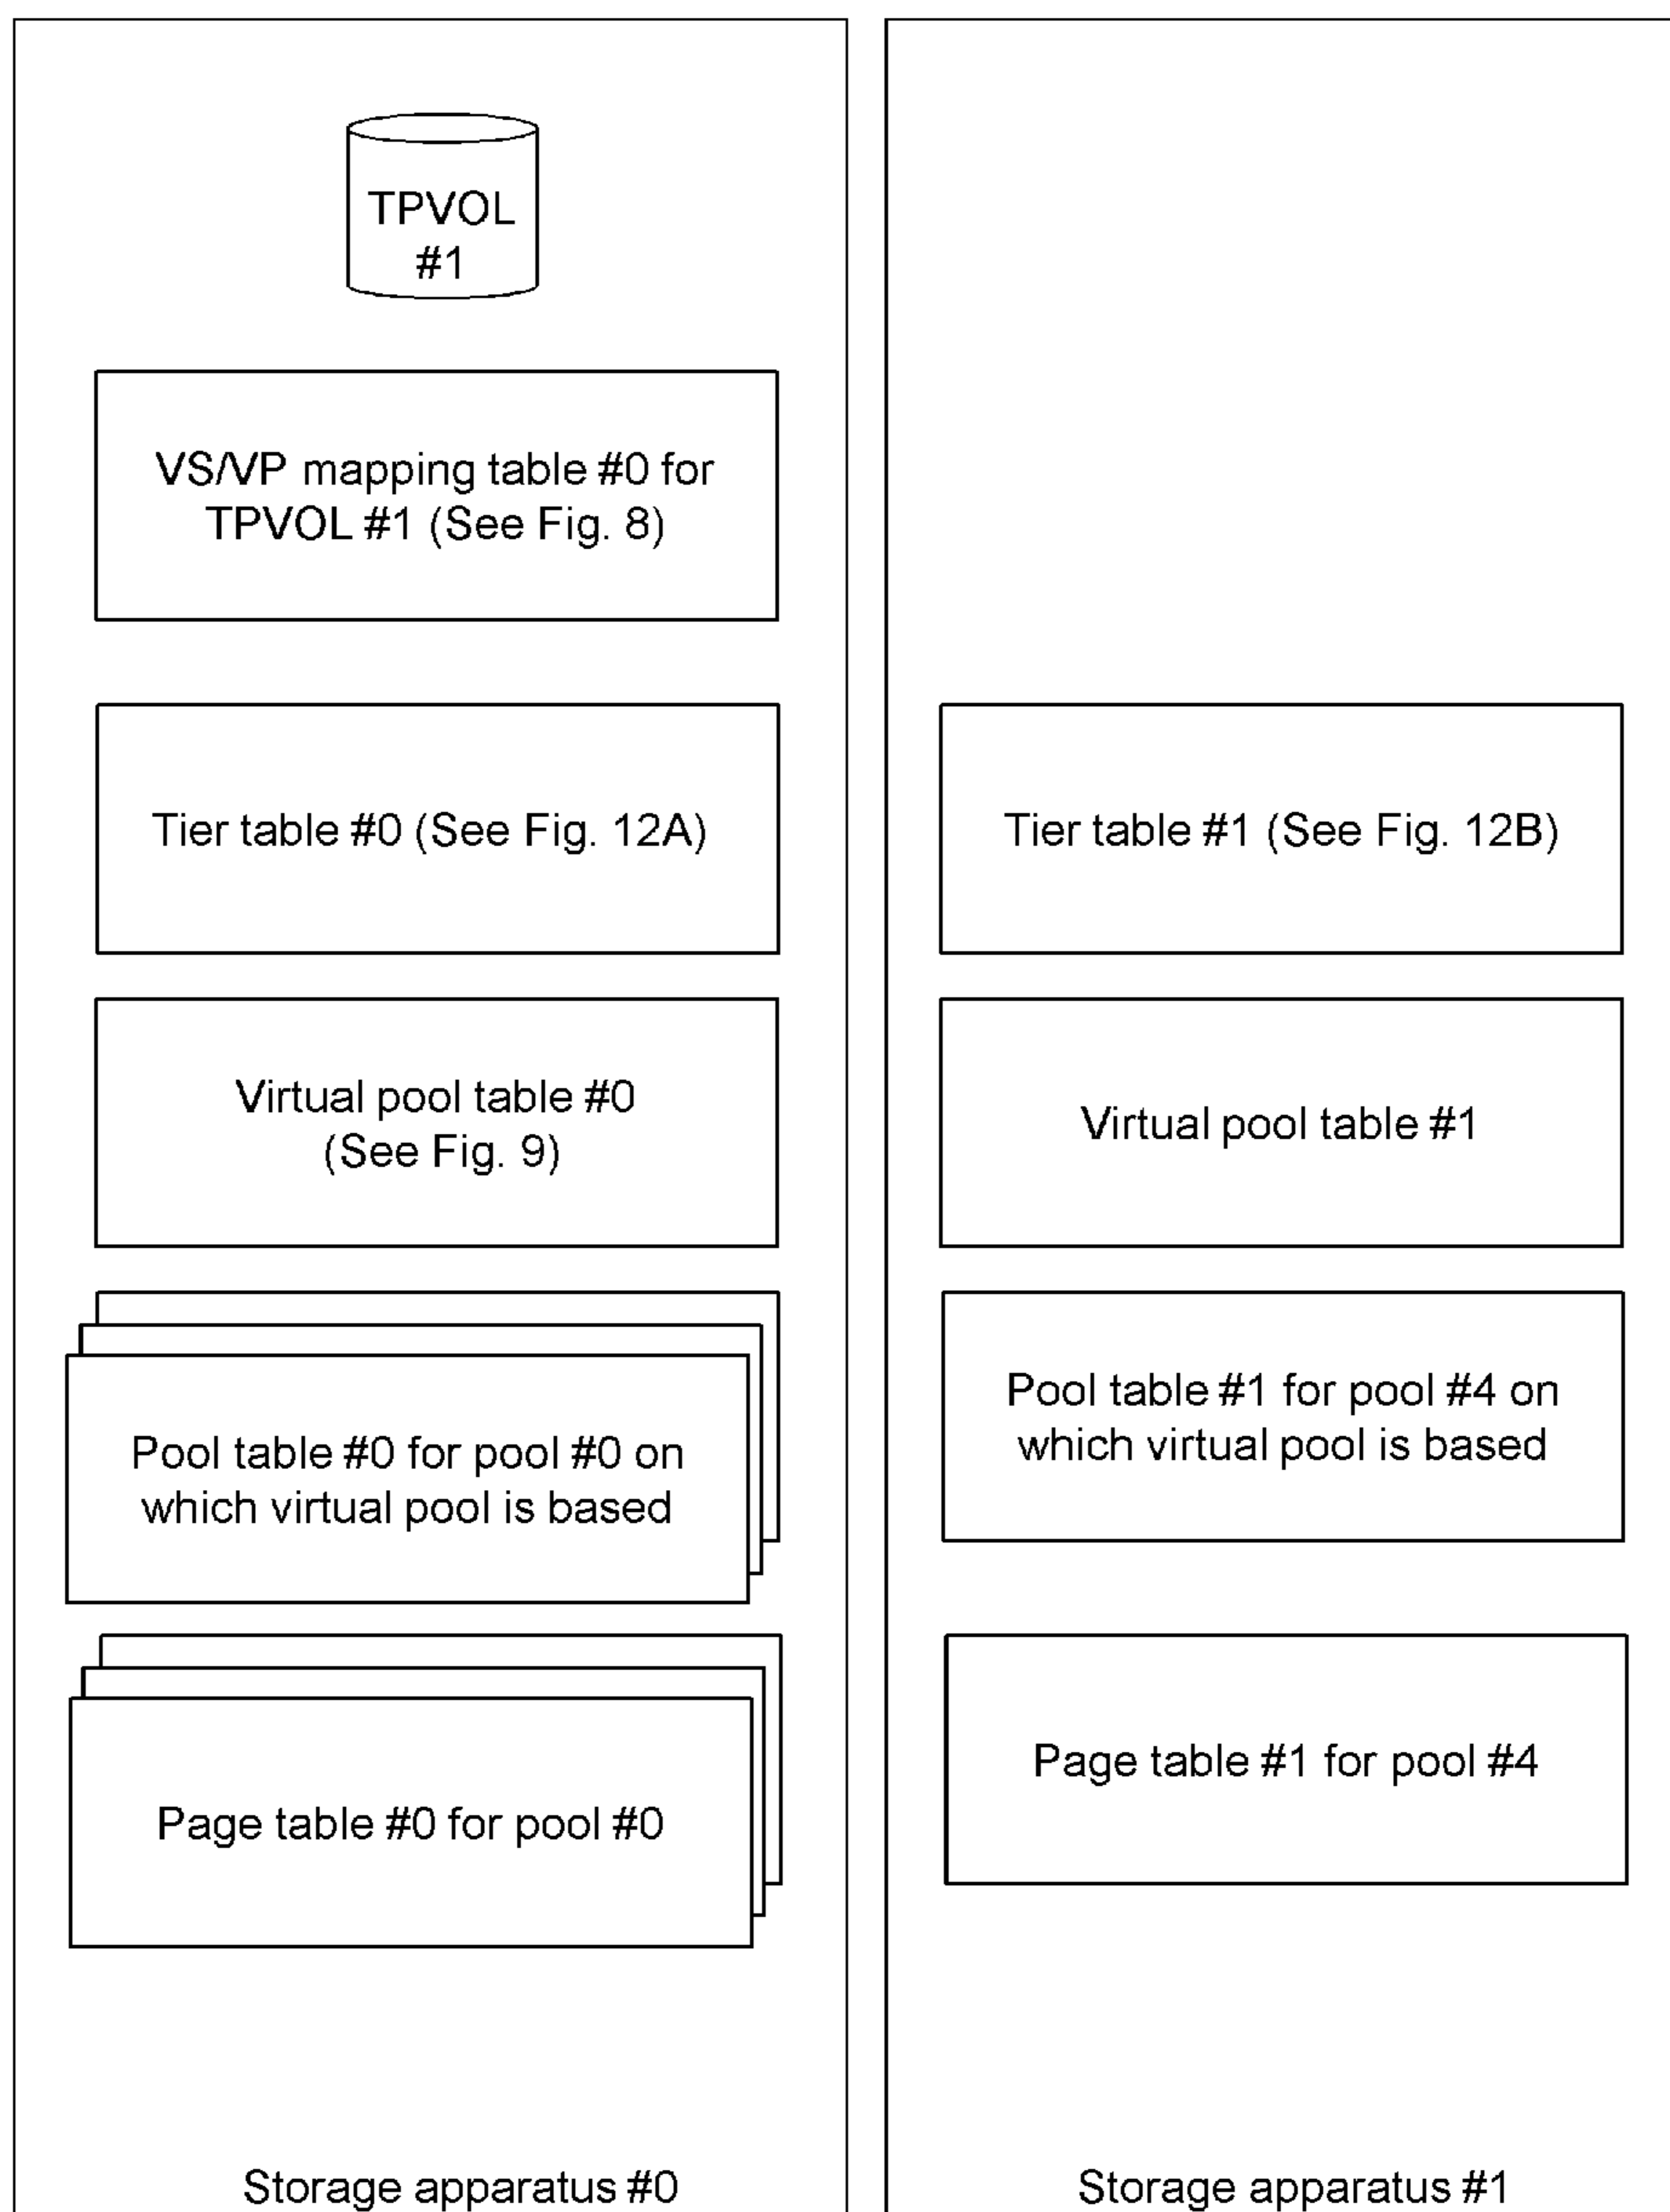 TPVOL
#1
VS/VP mapping table #0 for
TPVOL #1 (See Fig. 8)
Tier table #0 (See Fig. 12A)
Virtual pool table #0
(See Fig. 9)
Pool table #0 for pool #0 on
which virtual pool is based
Page table #0 for pool #0
Storage apparatus #0
Tier table #1 (See Fig. 12B)
Virtual pool table #1
Pool table #1 for pool #4 on
which virtual pool is based
Page table #1 for pool #4
Storage apparatus #1